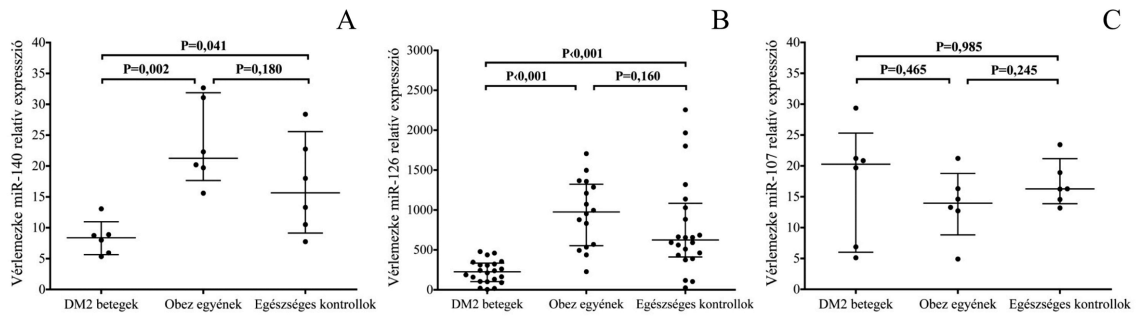 A
P=0,041
P=0,002
P=0,180
Vérlemezke miR-140 relatív expresszió
40
35
30
25
20
15
10
5
0
DM2 betegek
Obez egyének
Egészséges kontrollok
B
P<0,001
P<0,001
P=0,160
Vérlemezke miR-126 relatív expresszió
3000
2500
2000
1500
1000
500
0
DM2 betegek
Obez egyének
Egészséges kontrollok
C
P=0,985
P=0,465
P=0,245
Vérlemezke miR-107 relatív expresszió
40
35
30
25
20
15
10
5
0
DM2 betegek
Obez egyének
Egészséges kontrollok